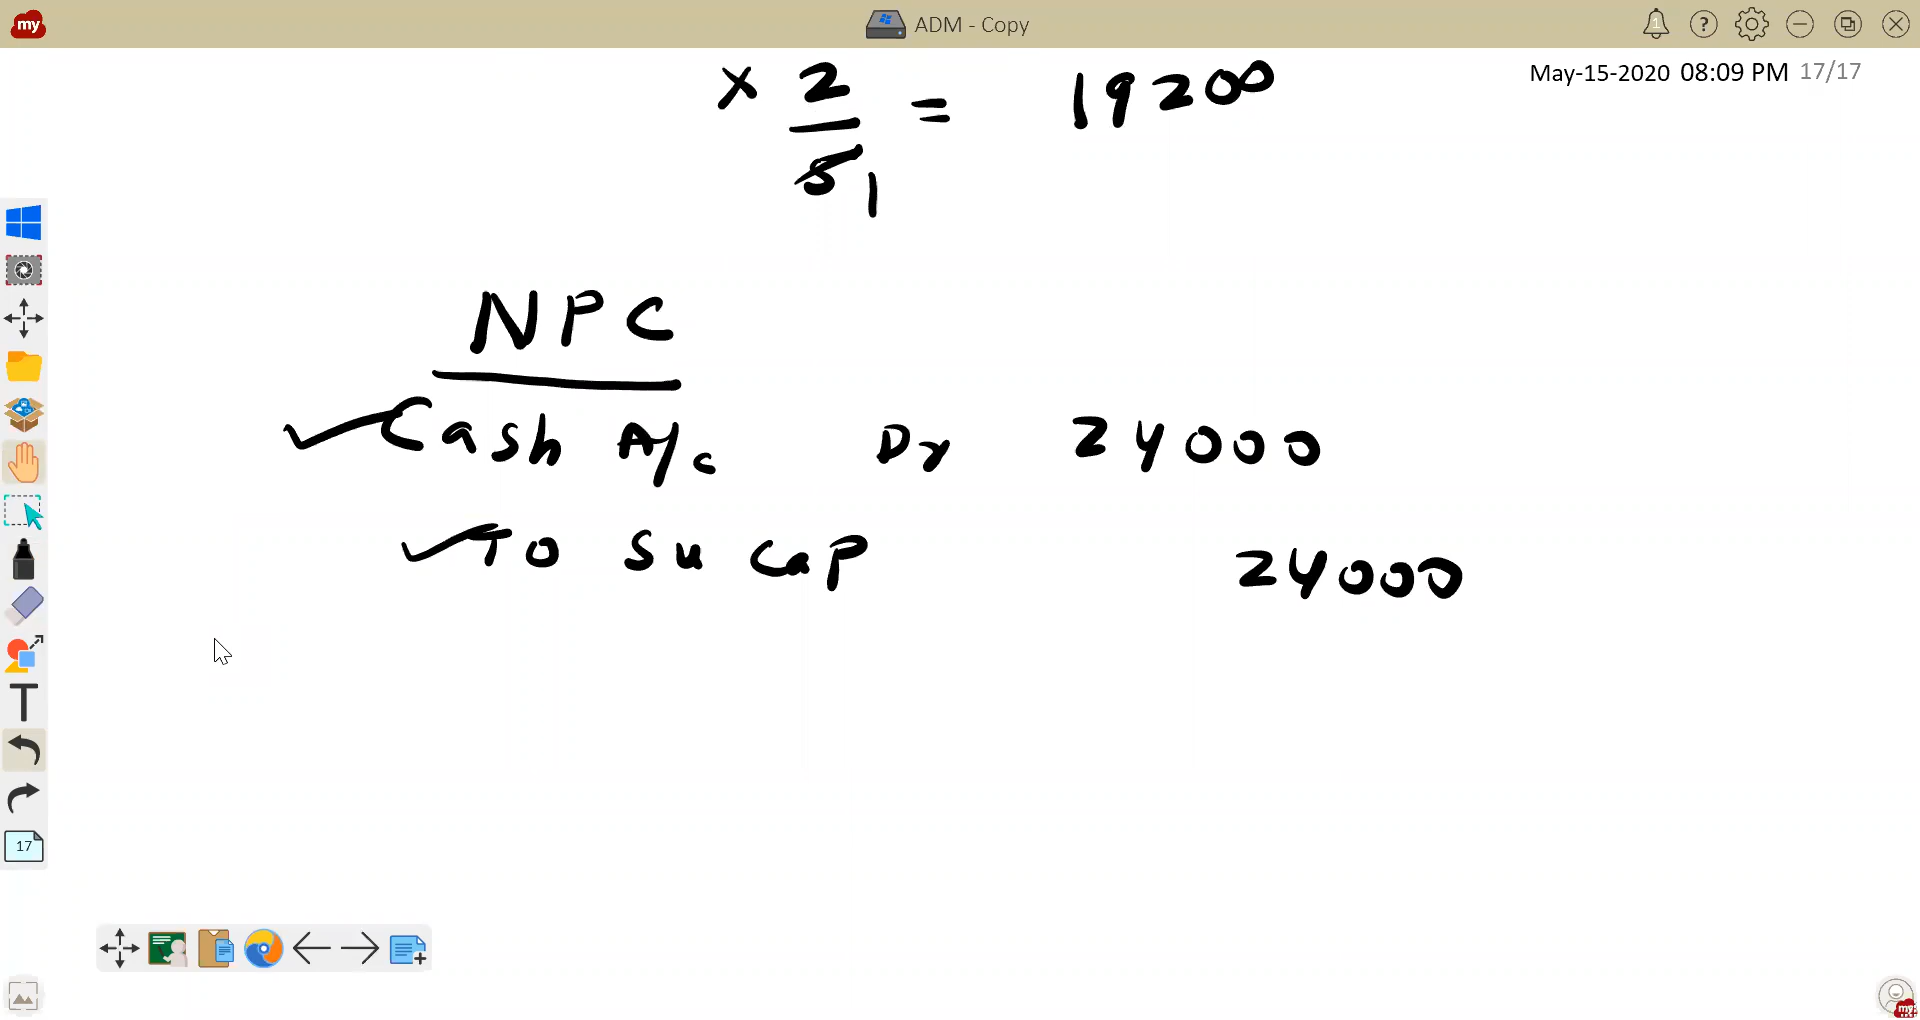 my
ADM - Copy
May-15-2020 08:09 PM 17/17
× 2/5 = 19200
1
NPC
Cash A/c Dr 24000
To Su Cap 24000
T
17